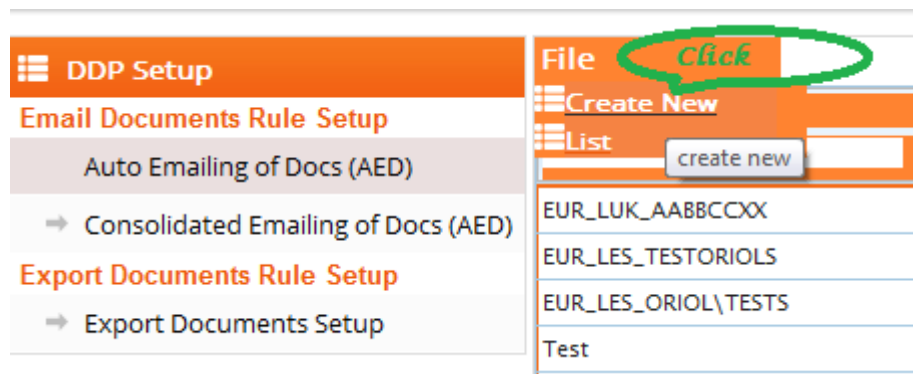 DDP Setup
Email Documents Rule Setup
Auto Emailing of Docs (AED)
Consolidated Emailing of Docs (AED)
Export Documents Rule Setup
Export Documents Setup
File
Click
Create New
List
create new
EUR_LUK_AABBCCXX
EUR_LES_TESTORIOLS
EUR_LES_ORIOL\TESTS
Test